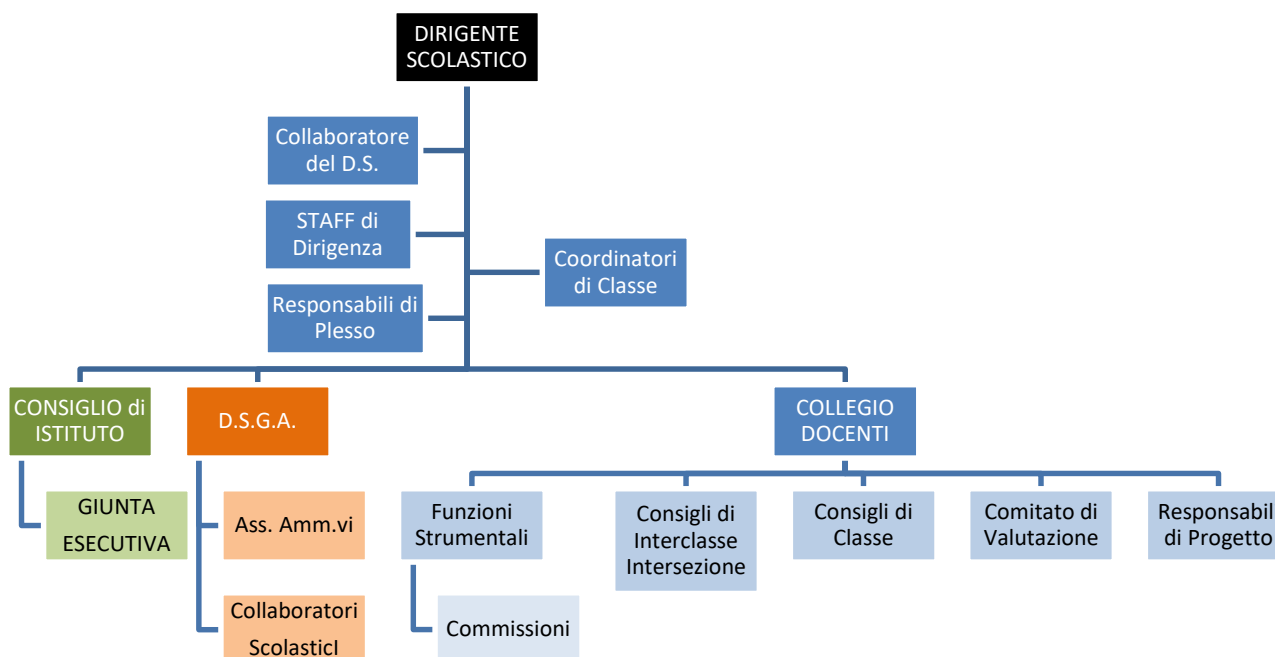 DIRIGENTE
SCOLASTICO
Collaboratore
del D.S.
STAFF di
Dirigenza
Coordinatori
di Classe
Responsabili di
Plesso
CONSIGLIO di
ISTITUTO
D.S.G.A.
COLLEGIO
DOCENTI
GIUNTA
ESECUTIVA
Ass. Amm.vi
Funzioni
Strumentali
Consigli di
Interclasse
Intersezione
Consigli di
Classe
Comitato di
Valutazione
Responsabili
di Progetto
Collaboratori
ScolasticI
Commissioni